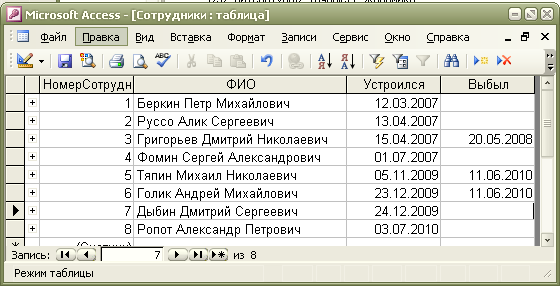 Microsoft Access - [Сотрудники : таблица]
Файл Правка Вид Вставка Формат Записи Сервис Окно Справка
НомерСотрудн ФИО Устроился Выбыл
1 Беркин Петр Михайлович 12.03.2007
2 Руссо Алик Сергеевич 13.04.2007
3 Григорьев Дмитрий Николаевич 15.04.2007 20.05.2008
4 Фомин Сергей Александрович 01.07.2007
5 Тяпин Михаил Николаевич 05.11.2009 11.06.2010
6 Голик Андрей Михайлович 23.12.2009 11.06.2010
7 Дыбин Дмитрий Сергеевич 24.12.2009
8 Ропот Александр Петрович 03.07.2010
Запись: 7 из 8
Режим таблицы